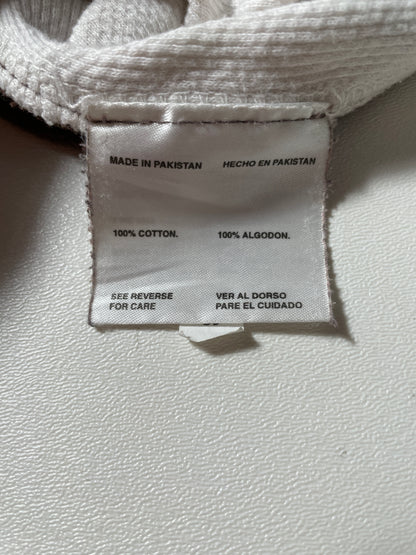 MADE IN PAKISTAN HECHO EN PAKISTAN
100% COTTON. 100% ALGODON.
SEE REVERSE
FOR CARE
VER AL DORSO
PARE EL CUIDADO